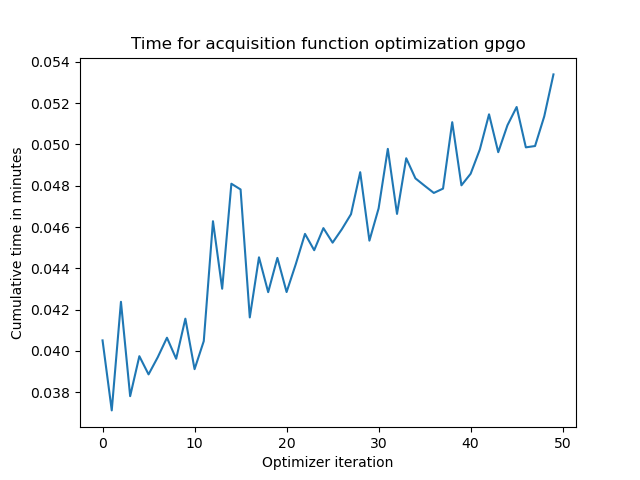 Time for acquisition function optimization gpgo
0.054
0.052
0.050
0.048
0.046
0.044
0.042
0.040
0.038
Cumulative time in minutes
0 10 20 30 40 50
Optimizer iteration